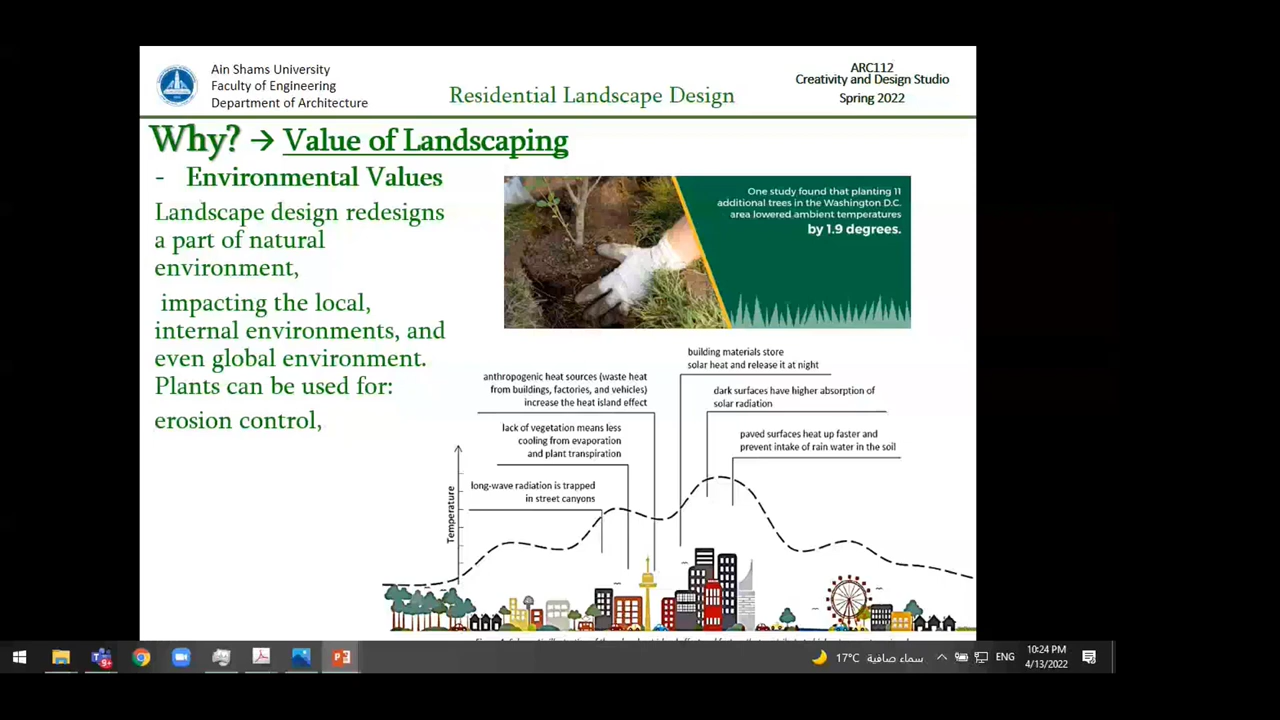 Ain Shams University
Faculty of Engineering
Department of Architecture
Residential Landscape Design
ARC112
Creativity and Design Studio
Spring 2022
Why? → Value of Landscaping
- Environmental Values
Landscape design redesigns
a part of natural
environment,
impacting the local,
internal environments, and
even global environment.
Plants can be used for:
erosion control,
One study found that planting 11
additional trees in the Washington D.C.
area lowered ambient temperatures
by 1.9 degrees.
building materials store
solar heat and release it at night
anthropogenic heat sources (waste heat
from buildings, factories, and vehicles)
increase the heat island effect
dark surfaces have higher absorption of
solar radiation
lack of vegetation means less
cooling from evaporation
and plant transpiration
paved surfaces heat up faster and
prevent intake of rain water in the soil
long-wave radiation is trapped
in street canyons
Temperature
17°C سماء صافية
ENG
10:24 PM
4/13/2022